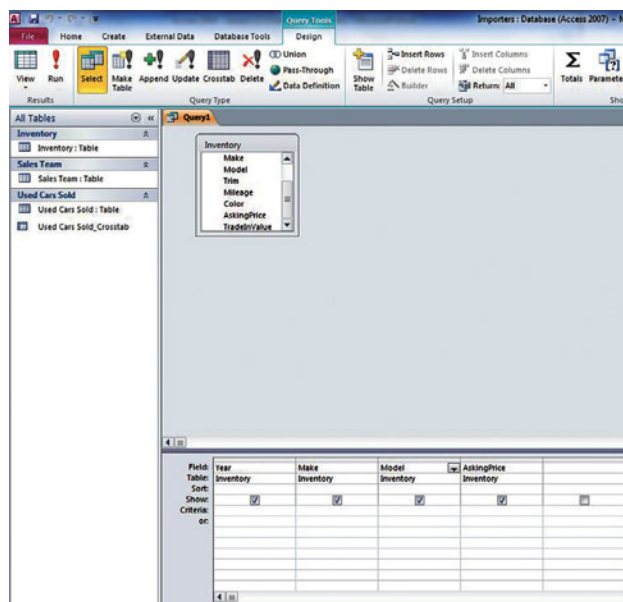 Query Tools
Importers : Database (Access 2007) -
File Home Create External Data Database Tools Design
View Run Select Make Table Append Update Crosstab Delete
Union
Pass-Through
Data Definition
Show Table
Insert Rows
Delete Rows
Builder
Insert Columns
Delete Columns
Return: All
Totals Paramete
Results Query Type Query Setup Sho
All Tables
Query1
Inventory
Inventory : Table
Sales Team
Sales Team : Table
Used Cars Sold
Used Cars Sold : Table
Used Cars Sold_Crosstab
Inventory
Make
Model
Trim
Mileage
Color
AskingPrice
TradeInValue
Field: Year Make Model AskingPrice
Table: Inventory Inventory Inventory Inventory
Sort:
Show:
Criteria:
or: